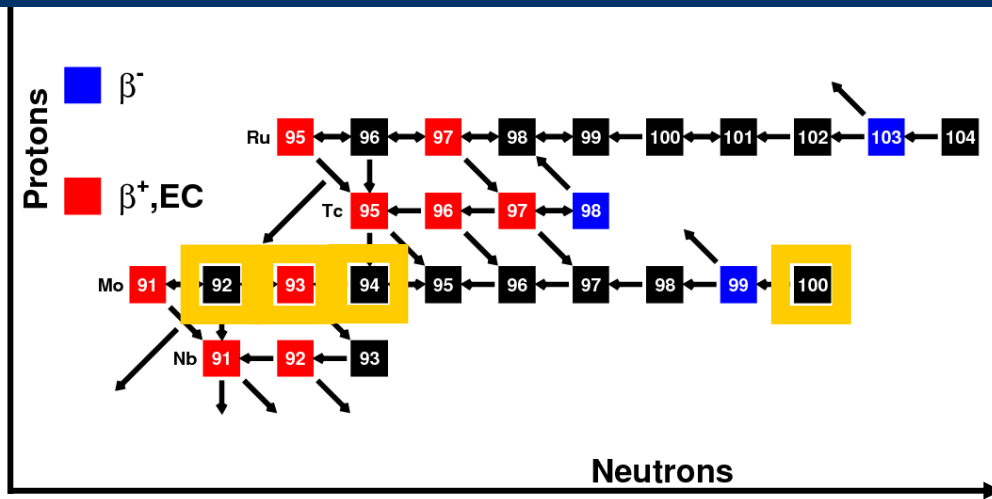 β-
Ru 95 96 97 98 99 100 101 102 103 104
Protons
β+,EC
Tc 95 96 97 98
Mo 91 92 93 94 95 96 97 98 99 100
Nb 91 92 93
Neutrons